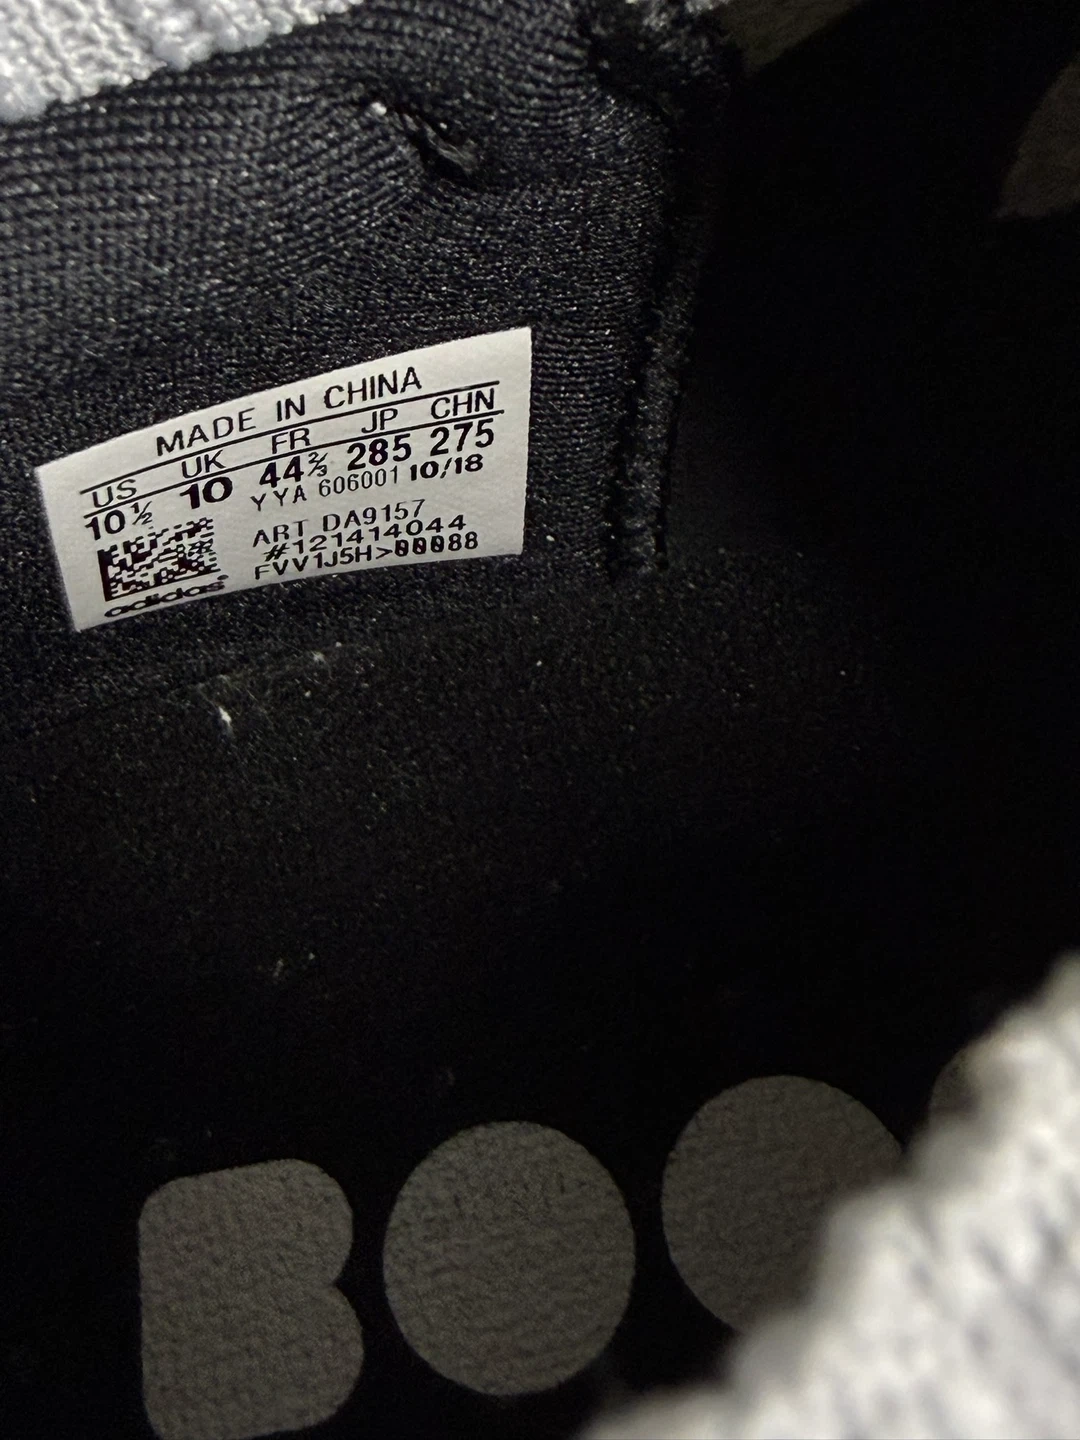 MADE IN CHINA
US UK FR JP CHN
10½ 10 44⅔ 285 275
YYA 606001 10/18
ART DA9157
#121414044
FVV1J5H>00088
adidas
BOO